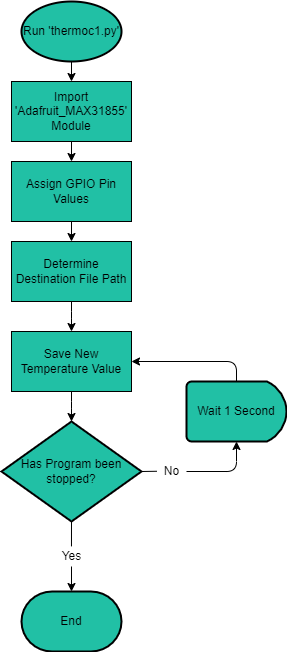 Run 'thermoc1.py'
Import
'Adafruit_MAX31855'
Module
Assign GPIO Pin
Values
Determine
Destination File Path
Save New
Temperature Value
Wait 1 Second
Has Program been
stopped?
No
Yes
End